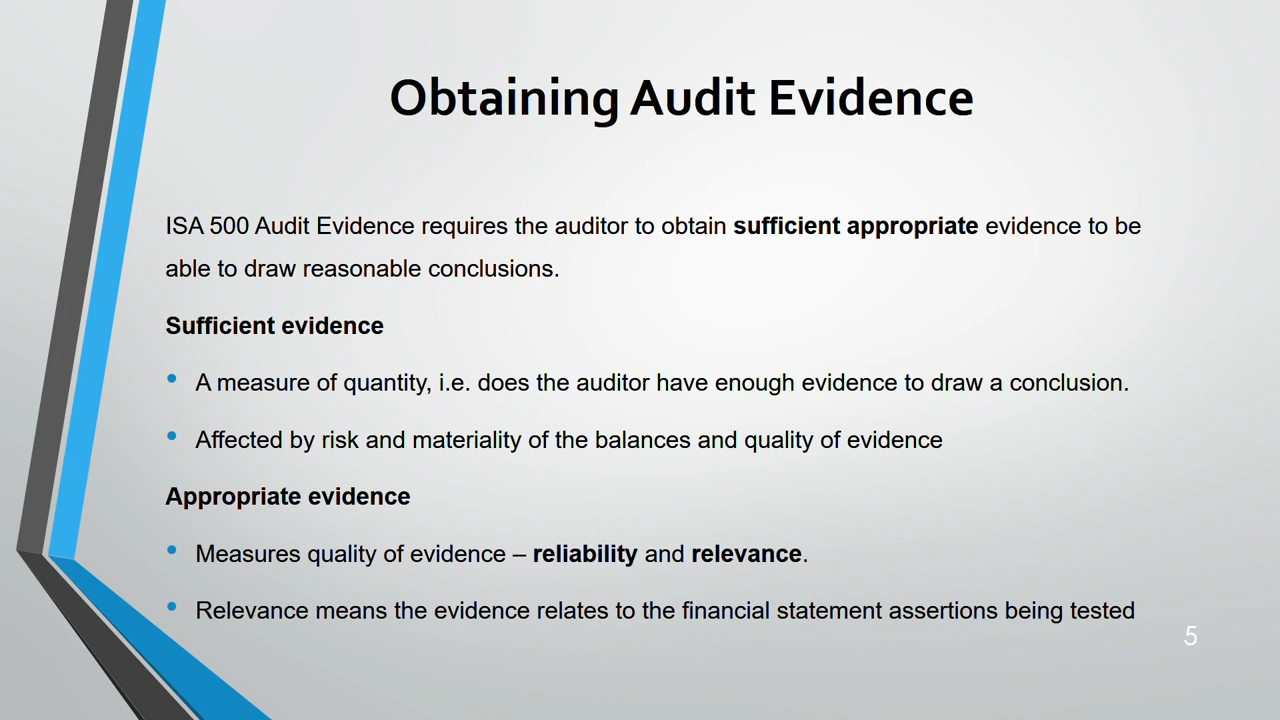 Obtaining Audit Evidence
ISA 500 Audit Evidence requires the auditor to obtain sufficient appropriate evidence to be
able to draw reasonable conclusions.
Sufficient evidence
• A measure of quantity, i.e. does the auditor have enough evidence to draw a conclusion.
• Affected by risk and materiality of the balances and quality of evidence
Appropriate evidence
• Measures quality of evidence – reliability and relevance.
• Relevance means the evidence relates to the financial statement assertions being tested
5